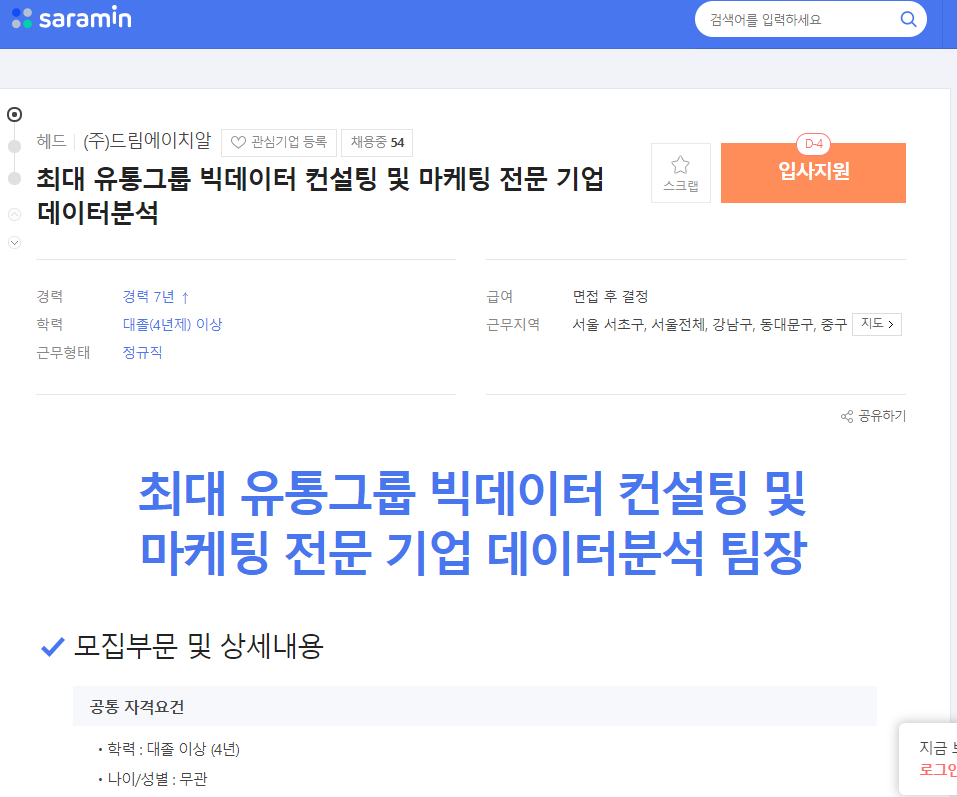 saramin
검색어를 입력하세요
헤드 (주)드림에이치알 관심기업 등록 채용중 54
최대 유통그룹 빅데이터 컨설팅 및 마케팅 전문 기업
데이터분석
스크랩
D-4
입사지원
경력 경력 7년 ↑
학력 대졸(4년제) 이상
근무형태 정규직
급여 면접 후 결정
근무지역 서울 서초구, 서울전체, 강남구, 동대문구, 중구 지도 >
공유하기
최대 유통그룹 빅데이터 컨설팅 및
마케팅 전문 기업 데이터분석 팀장
모집부문 및 상세내용
공통 자격요건
• 학력 : 대졸 이상 (4년)
• 나이/성별 : 무관
지금